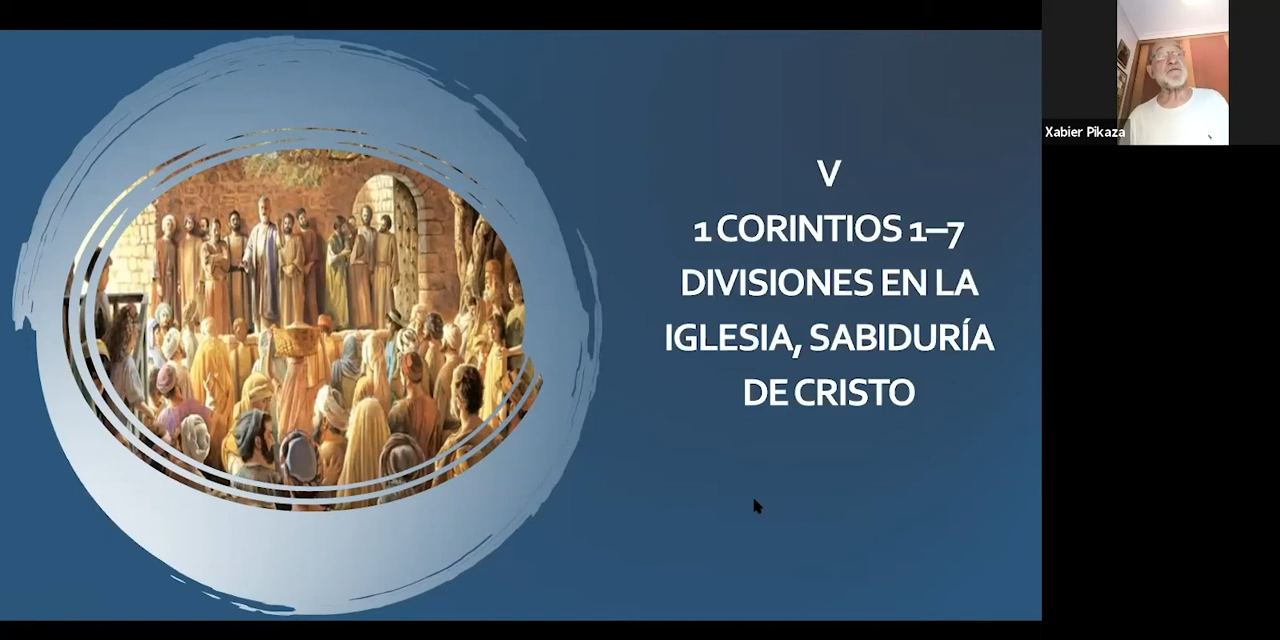 V
1 CORINTIOS 1–7
DIVISIONES EN LA
IGLESIA, SABIDURÍA
DE CRISTO
Xabier Pikaza